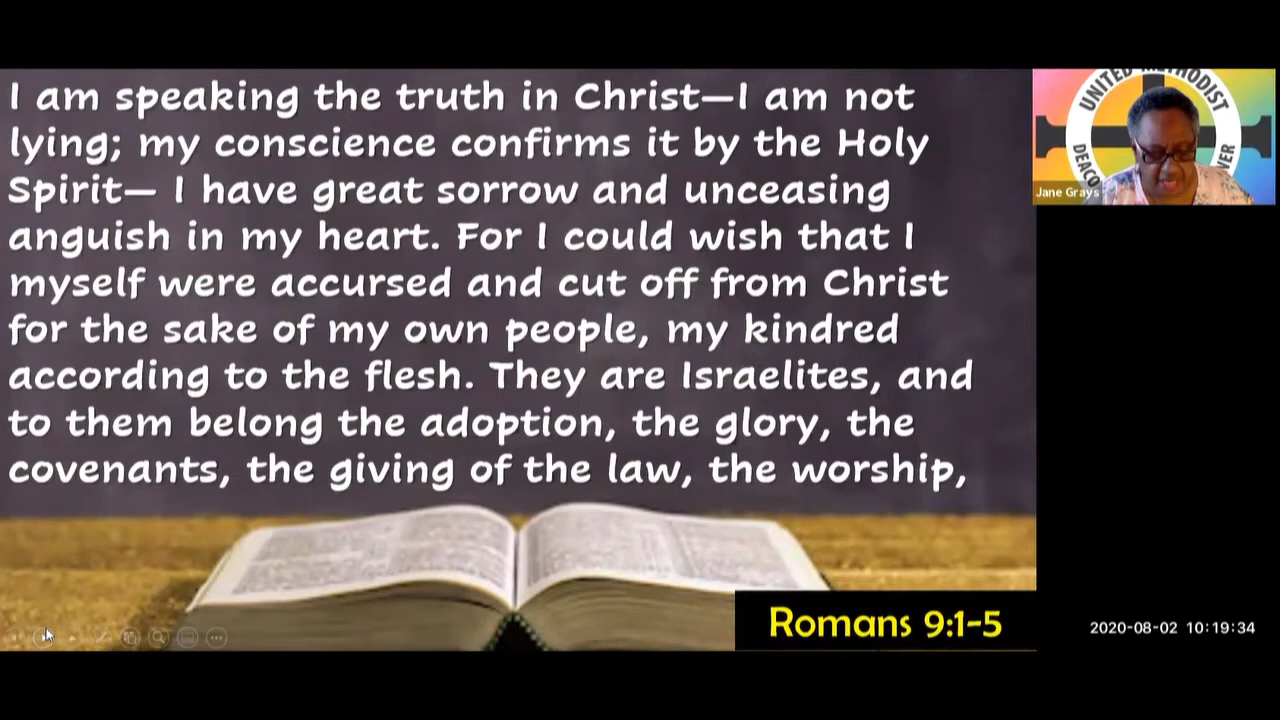 I am speaking the truth in Christ—I am not
lying; my conscience confirms it by the Holy
Spirit— I have great sorrow and unceasing
anguish in my heart. For I could wish that I
myself were accursed and cut off from Christ
for the sake of my own people, my kindred
according to the flesh. They are Israelites, and
to them belong the adoption, the glory, the
covenants, the giving of the law, the worship,
Romans 9:1-5
UNITED METHODIST
Jane Grays
2020-08-02 10:19:34